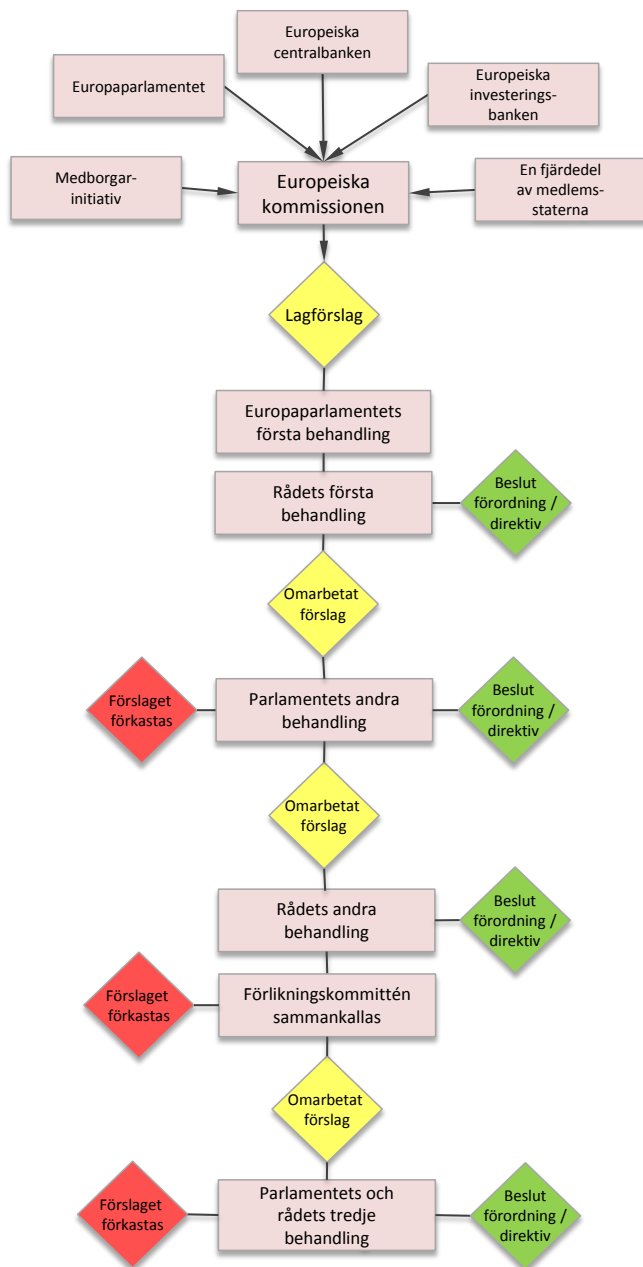 Europeiska
centralbanken
Europaparlamentet
Europeiska
investerings-
banken
Medborgar-
initiativ
Europeiska
kommissionen
En fjärdedel
av medlems-
staterna
Lagförslag
Europaparlamentets
första behandling
Rådets första
behandling
Beslut
förordning /
direktiv
Omarbetat
förslag
Förslaget
förkastas
Parlamentets andra
behandling
Beslut
förordning /
direktiv
Omarbetat
förslag
Rådets andra
behandling
Beslut
förordning /
direktiv
Förslaget
förkastas
Förlikningskommittén
sammankallas
Omarbetat
förslag
Förslaget
förkastas
Parlamentets och
rådets tredje
behandling
Beslut
förordning /
direktiv